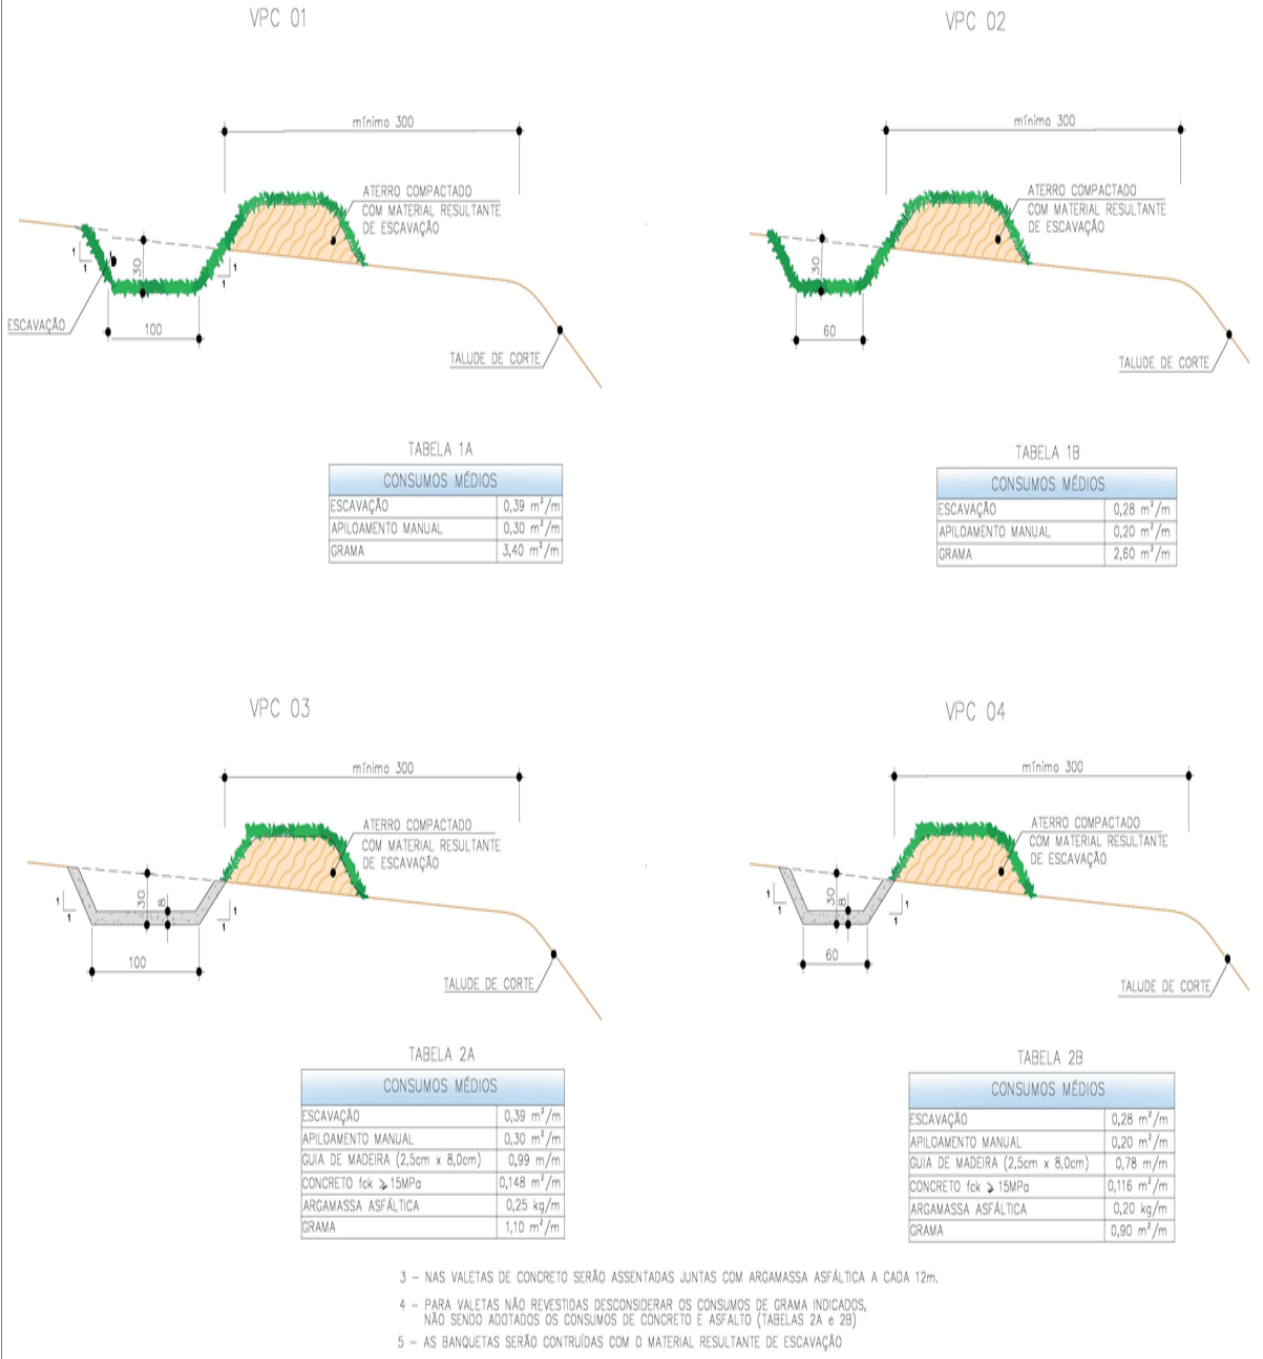 VPC 01
mínimo 300
ATERRO COMPACTADO
COM MATERIAL RESULTANTE
DE ESCAVAÇÃO
1
1
30
1
1
ESCAVAÇÃO
100
TALUDE DE CORTE
TABELA 1A
CONSUMOS MÉDIOS
ESCAVAÇÃO 0,39 m³/m
APILOAMENTO MANUAL 0,30 m³/m
GRAMA 3,40 m²/m
VPC 02
mínimo 300
ATERRO COMPACTADO
COM MATERIAL RESULTANTE
DE ESCAVAÇÃO
30
60
TALUDE DE CORTE
TABELA 1B
CONSUMOS MÉDIOS
ESCAVAÇÃO 0,28 m³/m
APILOAMENTO MANUAL 0,20 m³/m
GRAMA 2,60 m²/m
VPC 03
mínimo 300
ATERRO COMPACTADO
COM MATERIAL RESULTANTE
DE ESCAVAÇÃO
1
1
30
8
1
1
100
TALUDE DE CORTE
TABELA 2A
CONSUMOS MÉDIOS
ESCAVAÇÃO 0,39 m³/m
APILOAMENTO MANUAL 0,30 m³/m
GUIA DE MADEIRA (2,5cm x 8,0cm) 0,99 m/m
CONCRETO fck ⩾ 15MPa 0,148 m³/m
ARGAMASSA ASFÁLTICA 0,25 kg/m
GRAMA 1,10 m²/m
VPC 04
mínimo 300
ATERRO COMPACTADO
COM MATERIAL RESULTANTE
DE ESCAVAÇÃO
1
1
30
8
1
1
60
TALUDE DE CORTE
TABELA 2B
CONSUMOS MÉDIOS
ESCAVAÇÃO 0,28 m³/m
APILOAMENTO MANUAL 0,20 m³/m
GUIA DE MADEIRA (2,5cm x 8,0cm) 0,78 m/m
CONCRETO fck ⩾ 15MPa 0,116 m³/m
ARGAMASSA ASFÁLTICA 0,20 kg/m
GRAMA 0,90 m²/m
3 – NAS VALETAS DE CONCRETO SERÃO ASSENTADAS JUNTAS COM ARGAMASSA ASFÁLTICA A CADA 12m.
4 – PARA VALETAS NÃO REVESTIDAS DESCONSIDERAR OS CONSUMOS DE GRAMA INDICADOS,
NÃO SENDO ADOTADOS OS CONSUMOS DE CONCRETO E ASFALTO (TABELAS 2A e 2B)
5 – AS BANQUETAS SERÃO CONTRUÍDAS COM O MATERIAL RESULTANTE DE ESCAVAÇÃO